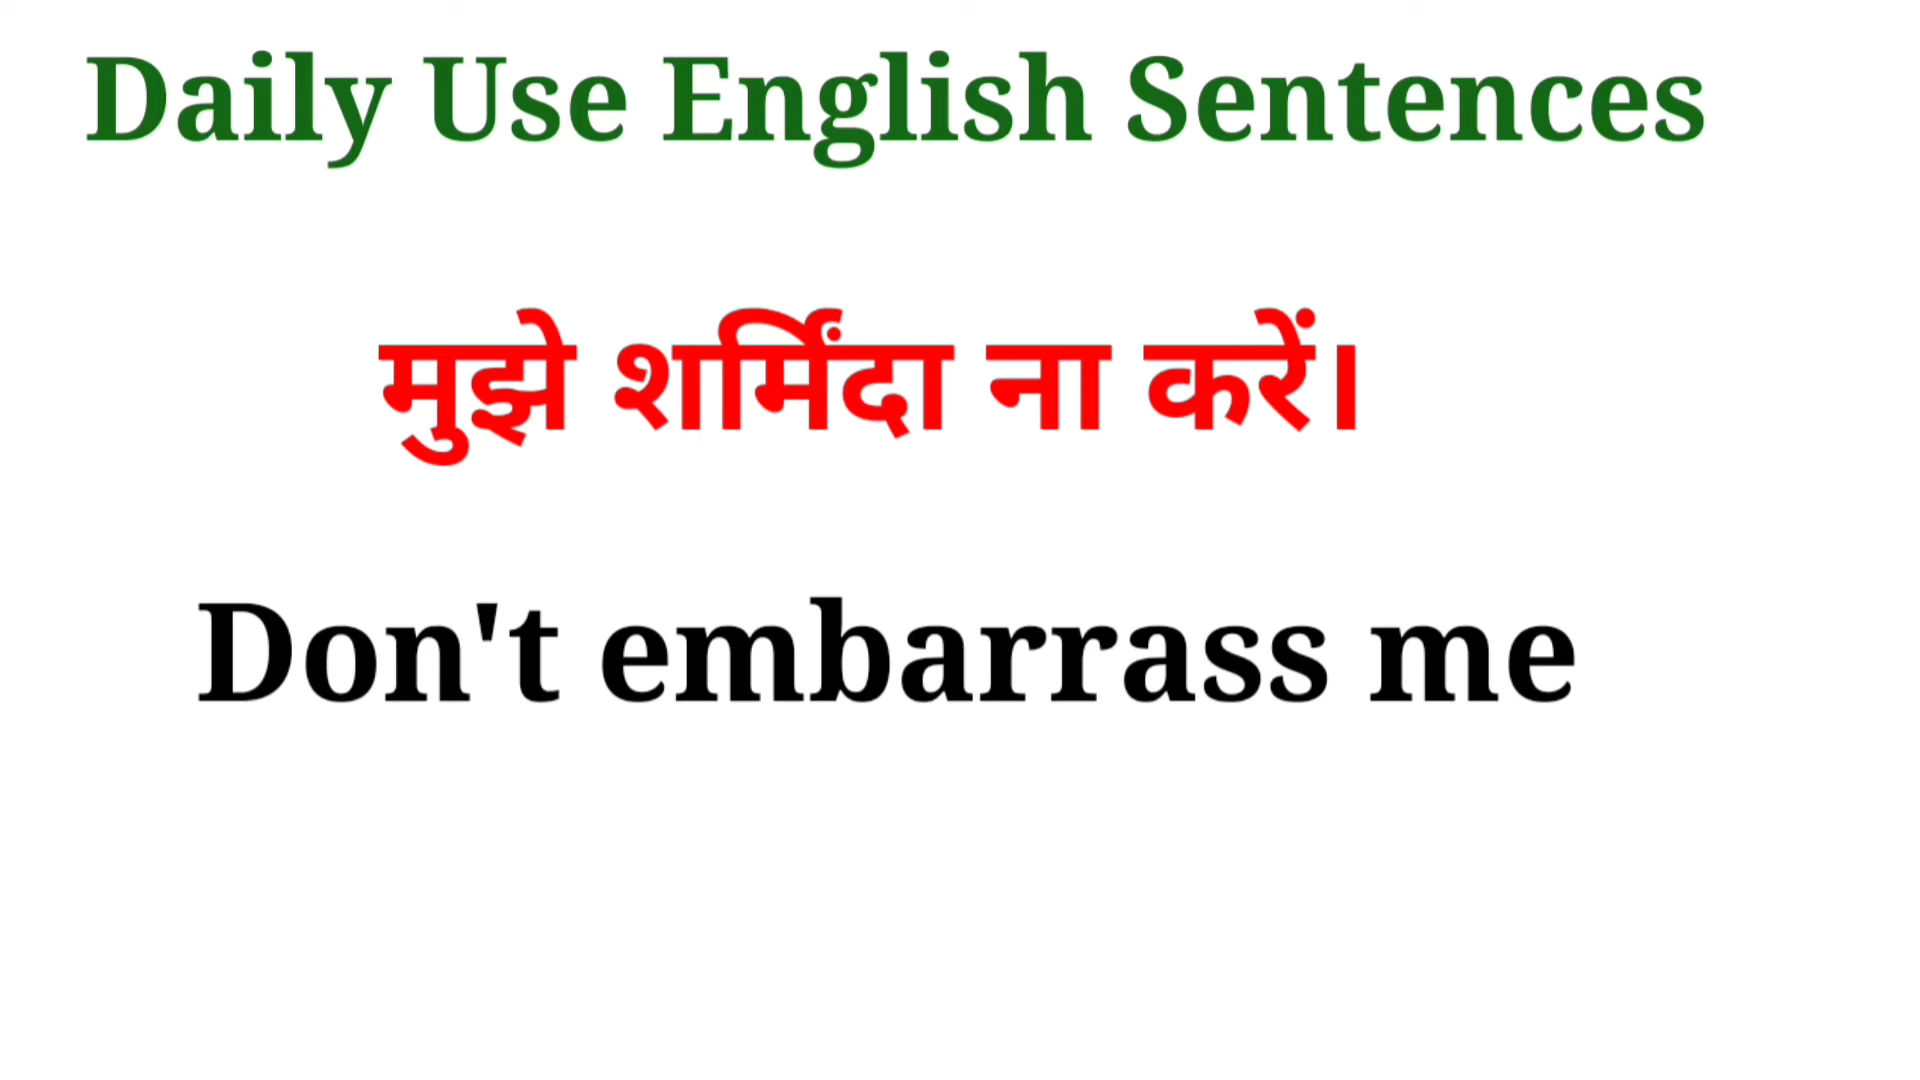 Daily Use English Sentences
मुझे शर्मिंदा ना करें।
Don't embarrass me